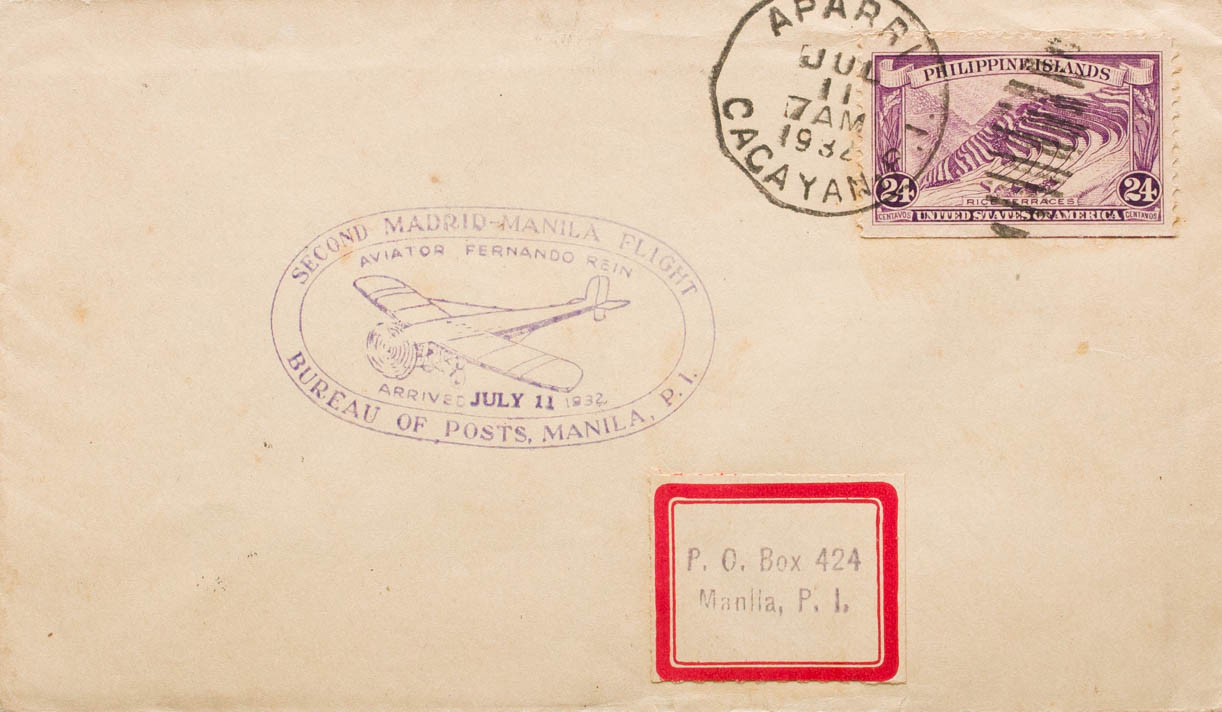 APARRI
JUL
11
7AM
1932
CAGAYAN, P. I.
PHILIPPINE ISLANDS
24 24
RICE TERRACES
CENTAVOS UNITED STATES OF AMERICA CENTAVOS
SECOND MADRID-MANILA FLIGHT
AVIATOR FERNANDO REIN
ARRIVED JULY 11 1932
BUREAU OF POSTS, MANILA, P. I.
P. O. Box 424
Manila, P. I.